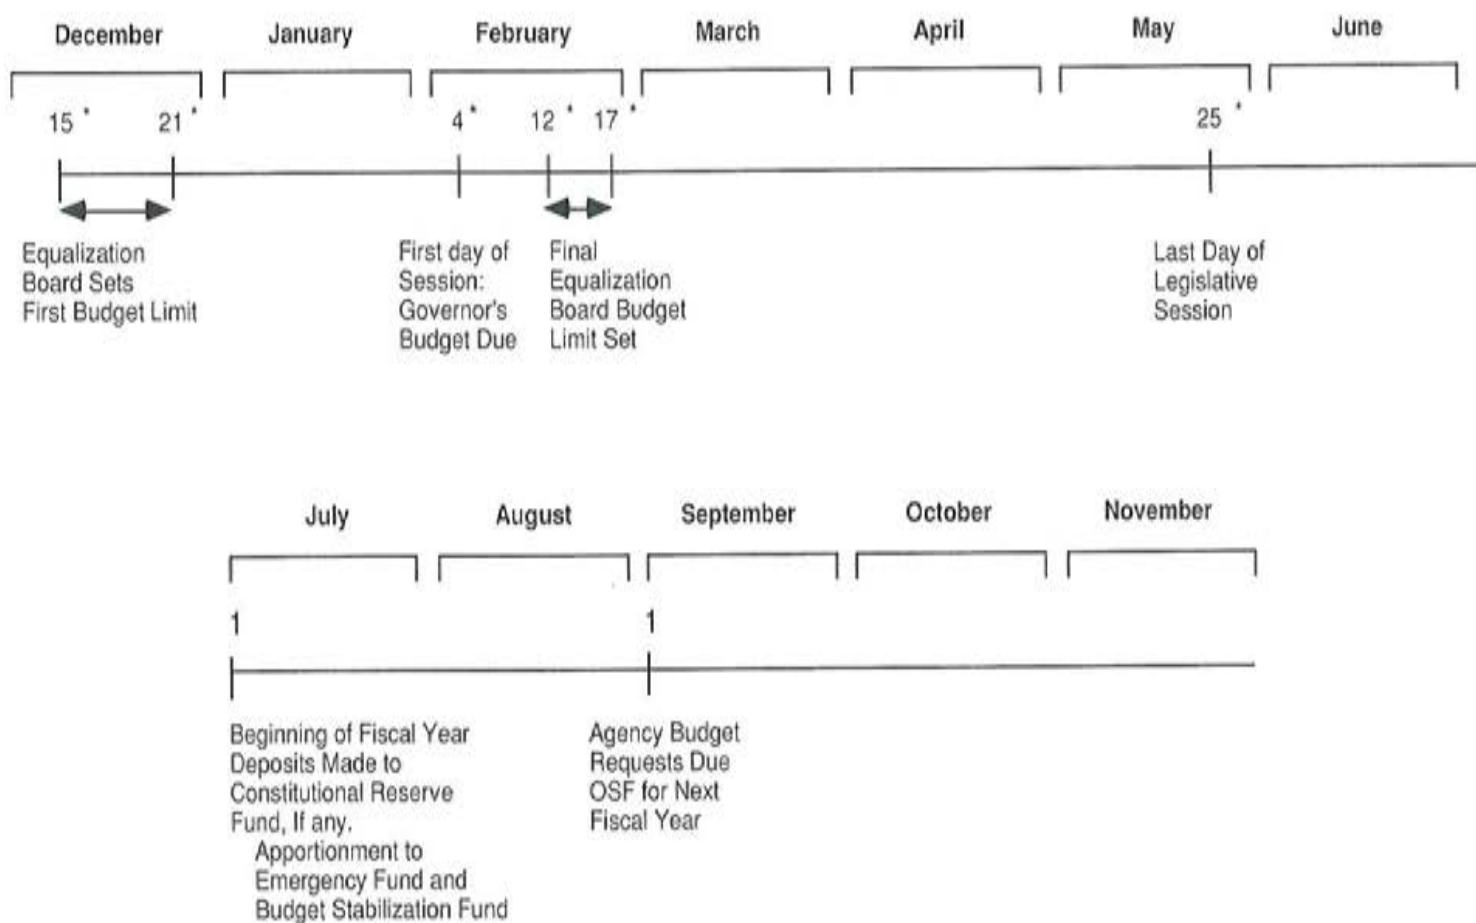 December January February March April May June
15 * 21 * 4 * 12 * 17 * 25 *
Equalization
Board Sets
First Budget Limit
First day of
Session:
Governor's
Budget Due
Final
Equalization
Board Budget
Limit Set
Last Day of
Legislative
Session
July August September October November
1 1
Beginning of Fiscal Year
Deposits Made to
Constitutional Reserve
Fund, If any.
Apportionment to
Emergency Fund and
Budget Stabilization Fund
Agency Budget
Requests Due
OSF for Next
Fiscal Year